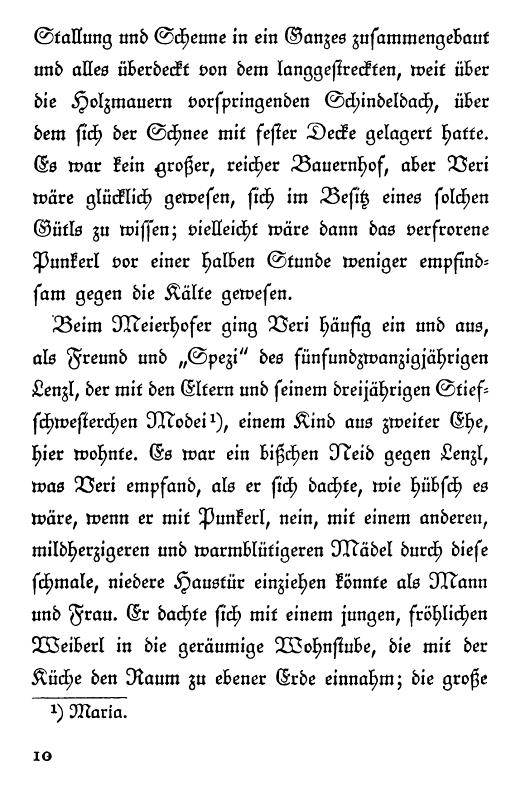 Stallung und Scheune in ein Ganzes zusammengebaut
und alles überdeckt von dem langgestreckten, weit über
die Holzmauern vorspringenden Schindeldach, über
dem sich der Schnee mit fester Decke gelagert hatte.
Es war kein großer, reicher Bauernhof, aber Veri
wäre glücklich gewesen, sich im Besitz eines solchen
Gütls zu wissen; vielleicht wäre dann das verfrorene
Punkerl vor einer halben Stunde weniger empfind-
sam gegen die Kälte gewesen.
Beim Meierhofer ging Veri häufig ein und aus,
als Freund und „Spezi“ des fünfundzwanzigjährigen
Lenzl, der mit den Eltern und seinem dreijährigen Stief-
schwesterchen Modei¹), einem Kind aus zweiter Ehe,
hier wohnte. Es war ein bißchen Neid gegen Lenzl,
was Veri empfand, als er sich dachte, wie hübsch es
wäre, wenn er mit Punkerl, nein, mit einem anderen,
mildherzigeren und warmblütigeren Mädel durch diese
schmale, niedere Haustür einziehen könnte als Mann
und Frau. Er dachte sich mit einem jungen, fröhlichen
Weiberl in die geräumige Wohnstube, die mit der
Küche den Raum zu ebener Erde einnahm; die große
¹) Maria.
10